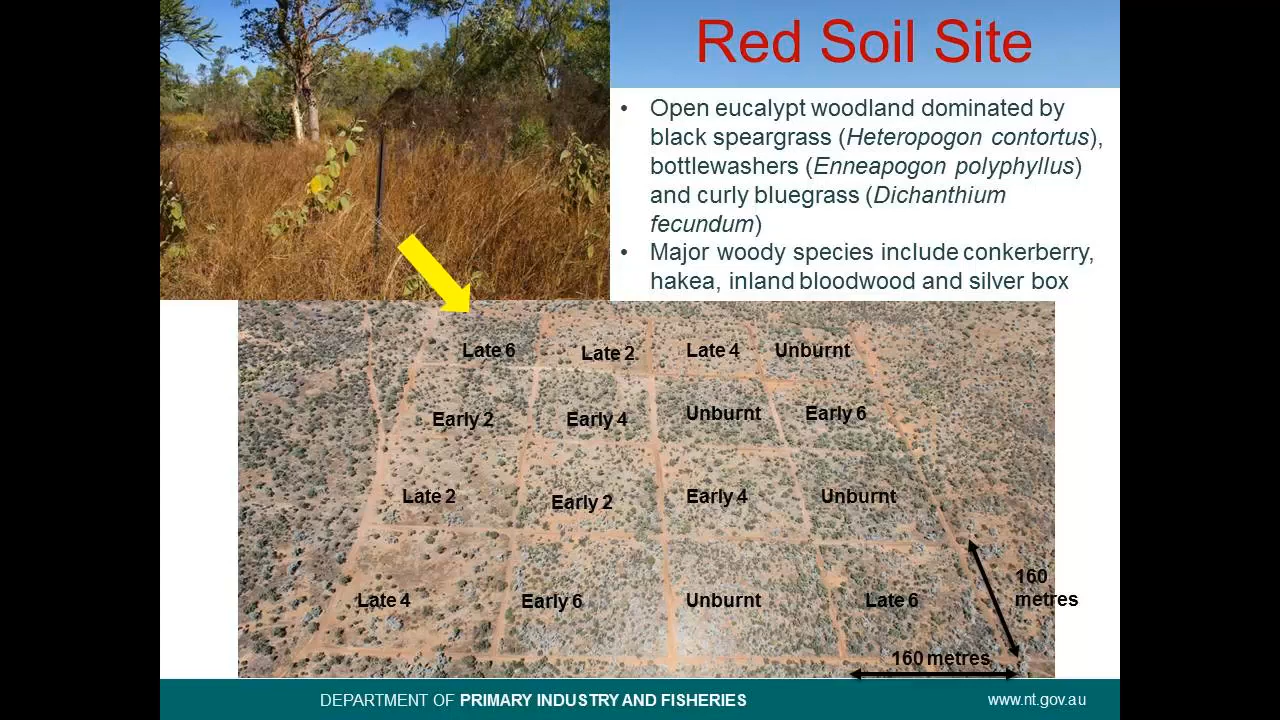 Red Soil Site
• Open eucalypt woodland dominated by
black speargrass (Heteropogon contortus),
bottlewashers (Enneapogon polyphyllus)
and curly bluegrass (Dichanthium
fecundum)
• Major woody species include conkerberry,
hakea, inland bloodwood and silver box
Late 6 Late 2 Late 4 Unburnt
Early 2 Early 4 Unburnt Early 6
Late 2 Early 2 Early 4 Unburnt
Late 4 Early 6 Unburnt Late 6
160
metres
160 metres
DEPARTMENT OF PRIMARY INDUSTRY AND FISHERIES
www.nt.gov.au